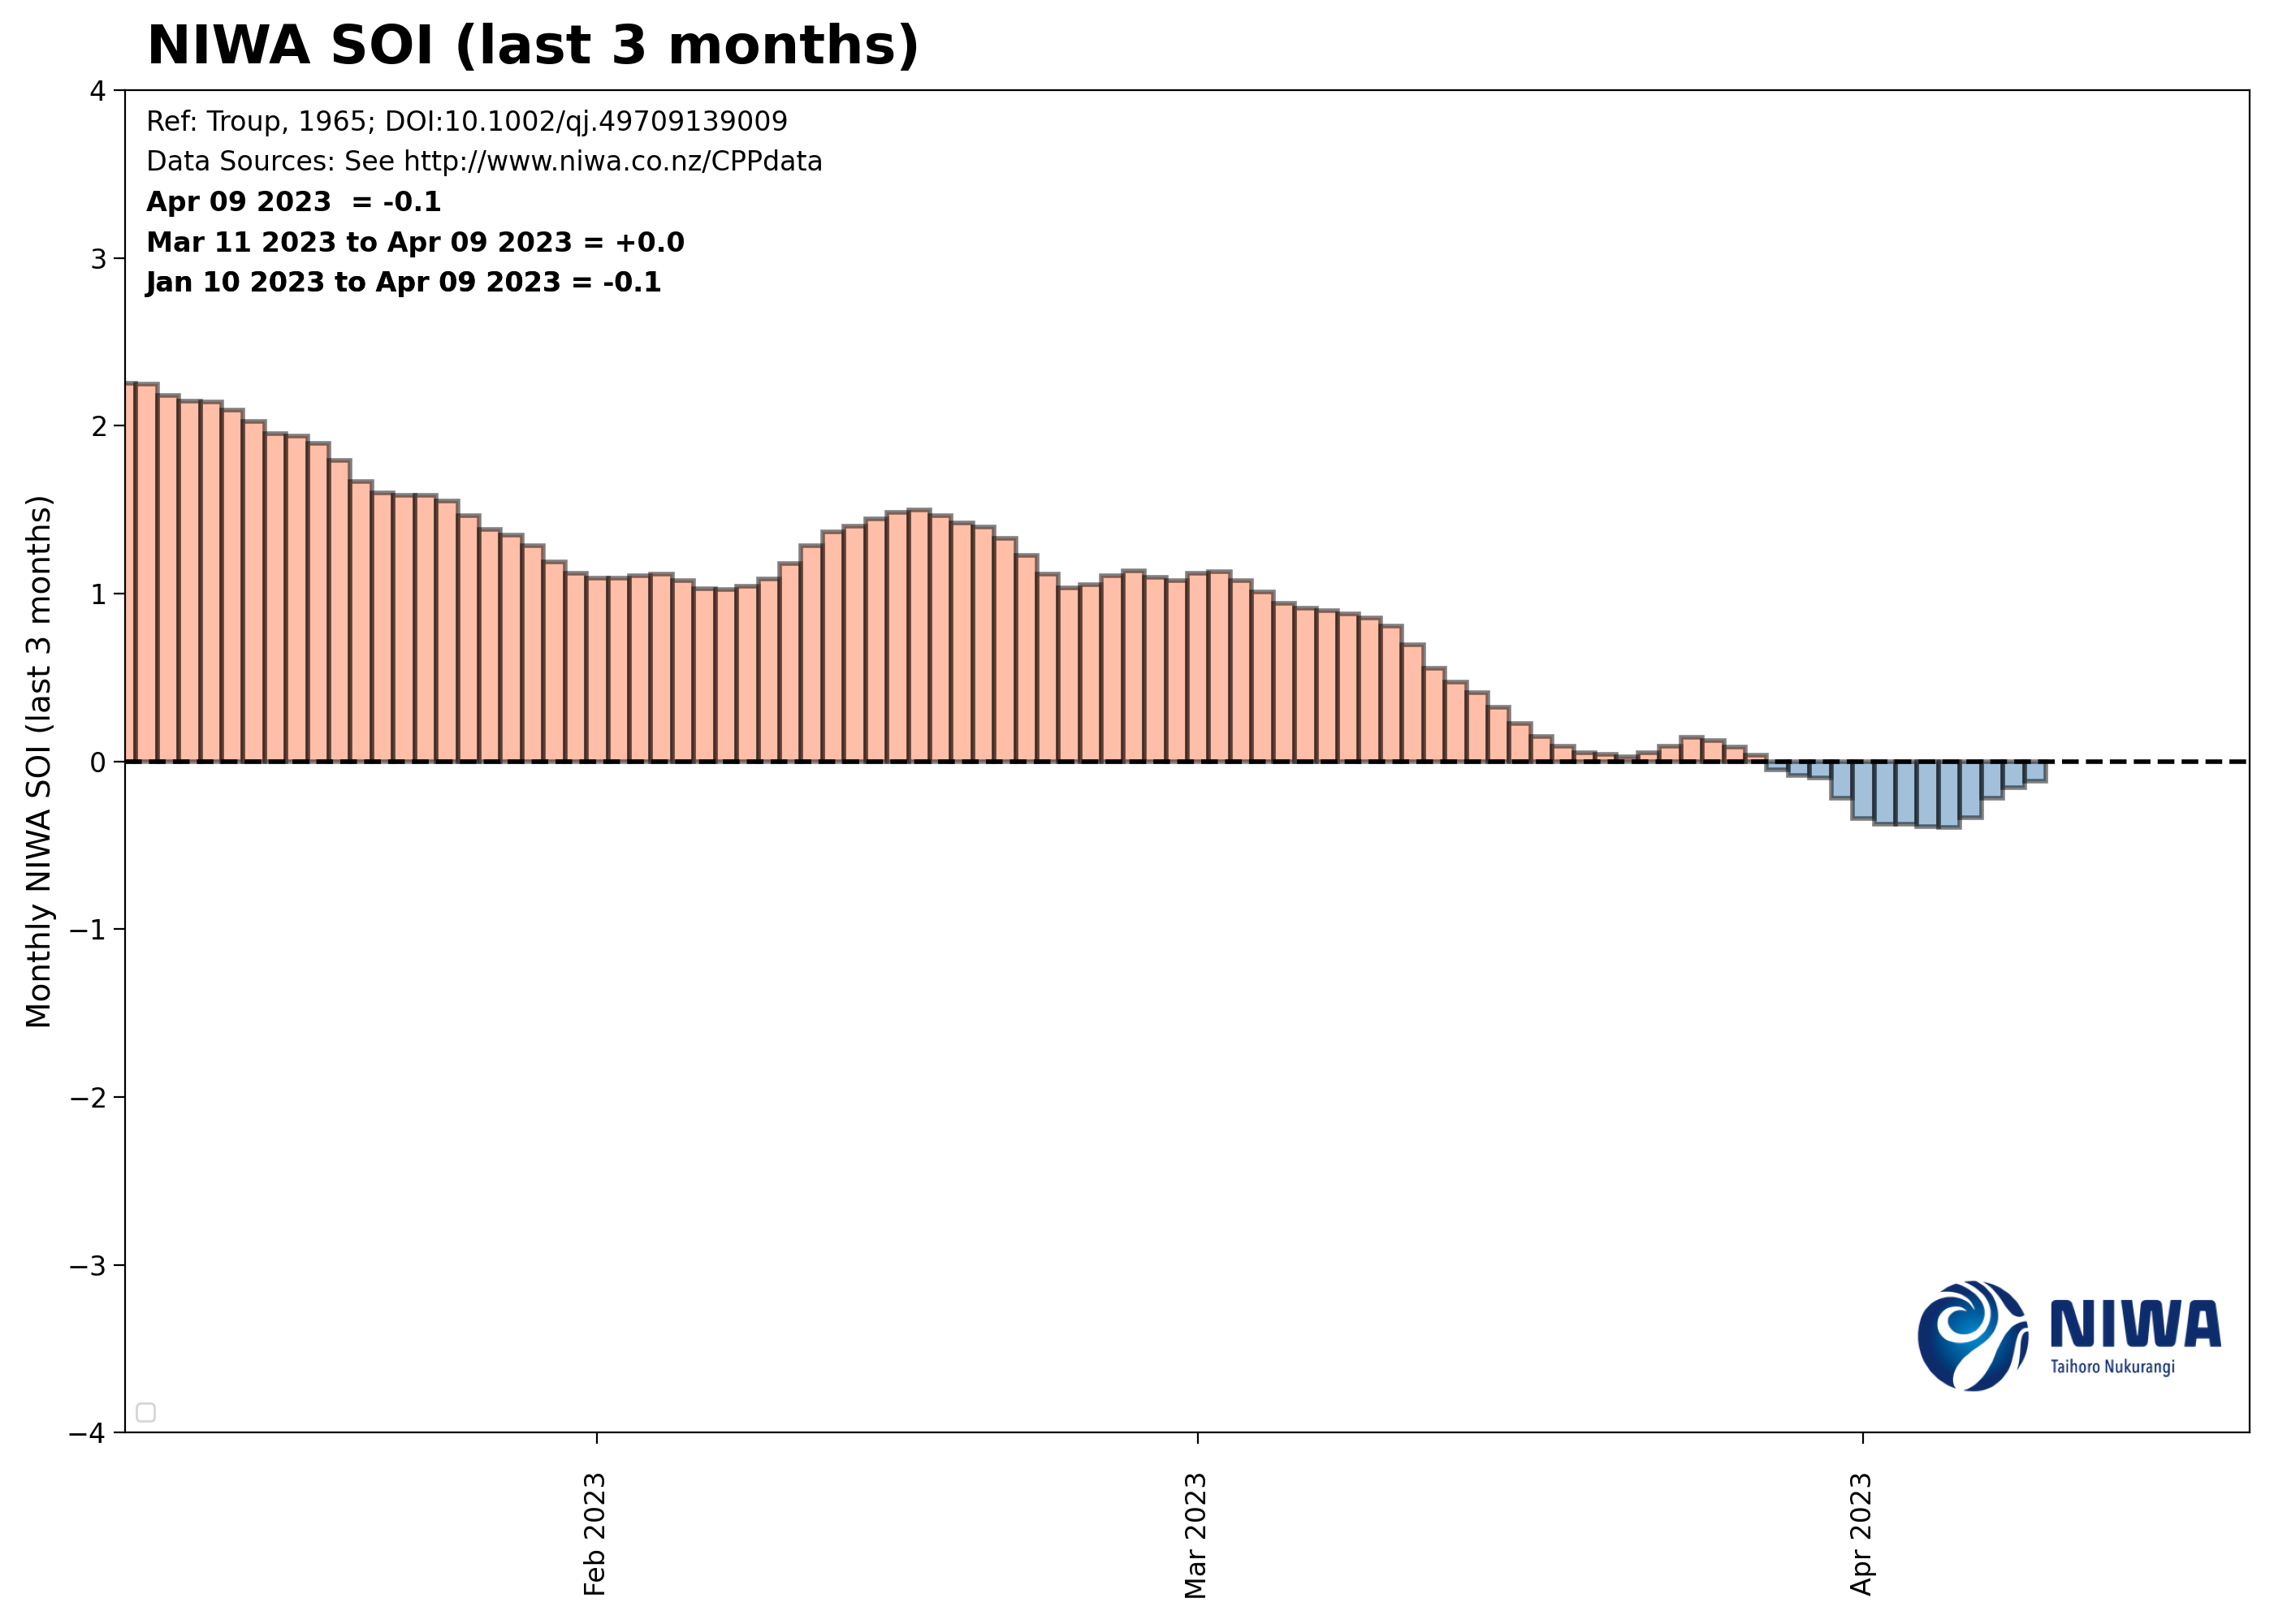 NIWA SOI (last 3 months)
Ref: Troup, 1965; DOI:10.1002/qj.49709139009
Data Sources: See http://www.niwa.co.nz/CPPdata
Apr 09 2023  = -0.1
Mar 11 2023 to Apr 09 2023 = +0.0
Jan 10 2023 to Apr 09 2023 = -0.1
Monthly NIWA SOI (last 3 months)
4
3
2
1
0
−1
−2
−3
−4
Feb 2023
Mar 2023
Apr 2023
NIWA
Taihoro Nukurangi